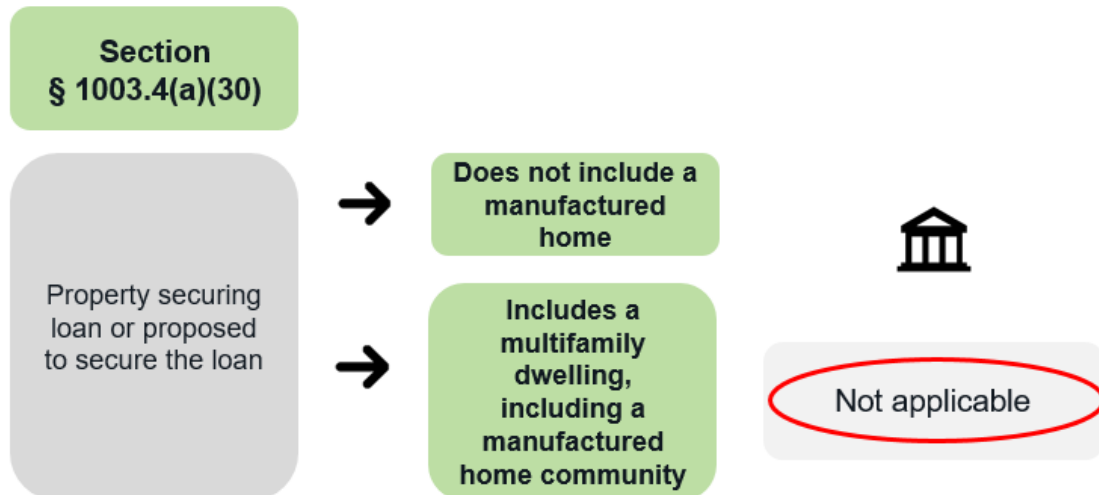 Section
§ 1003.4(a)(30)
Does not include a
manufactured
home
Property securing
loan or proposed
to secure the loan
Includes a
multifamily
dwelling,
including a
manufactured
home community
Not applicable